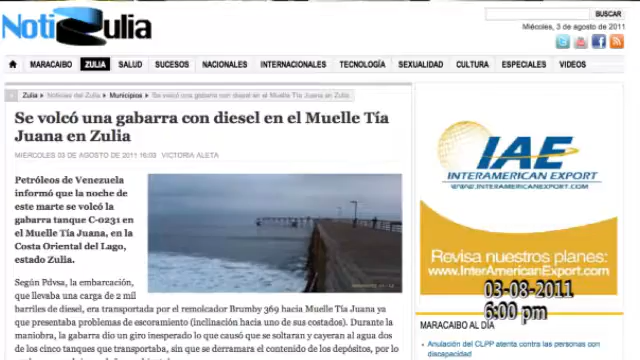 NotiZulia
BUSCAR
Miércoles, 3 de agosto de 2011
MARACAIBO ZULIA SALUD SUCESOS NACIONALES INTERNACIONALES TECNOLOGÍA SEXUALIDAD CULTURA ESPECIALES VIDEOS
Zulia Noticias del Zulia Municipios Se volcó una gabarra con diesel en el Muelle Tía Juana en Zulia
Se volcó una gabarra con diesel en el Muelle Tía
Juana en Zulia
MIÉRCOLES 03 DE AGOSTO DE 2011 16:03 VICTORIA ALETA
Petróleos de Venezuela
informó que la noche de
este martes se volcó la
gabarra tanque C-0231 en
el Muelle Tía Juana, en la
Costa Oriental del Lago,
estado Zulia.
Según Pdvsa, la embarcación,
que llevaba una carga de 2 mil
barriles de diesel, era transportada por el remolcador Brumby 369 hacia Muelle Tía Juana ya
que presentaba problemas de escoramiento (inclinación hacia uno de sus costados). Durante la
maniobra, la gabarra dio un giro inesperado lo que causó que se soltaran y cayeran al agua dos
de los cinco tanques que transportaba, sin que se derramara el contenido de los depósitos, por lo
IAE
INTERAMERICAN EXPORT
WWW.INTERAMERICANEXPORT.COM
Revisa nuestros planes:
www.InterAmericanExport.com
03-08-2011
6:00 pm
MARACAIBO AL DÍA
Anulación del CLPP atenta contra las personas con
discapacidad